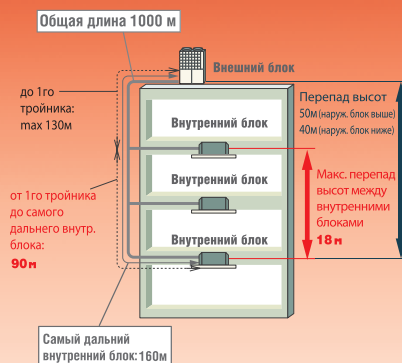 Общая длина 1000 м
Внешний блок
до 1го
тройника:
max 130м
Перепад высот
50м (наруж. блок выше)
40м (наруж. блок ниже)
Внутренний блок
Внутренний блок
Внутренний блок
Макс. перепад
высот между
внутренними
блоками
18 м
от 1го тройника
до самого
дальнего внутр.
блока:
90 м
Самый дальний
внутренний блок: 160м